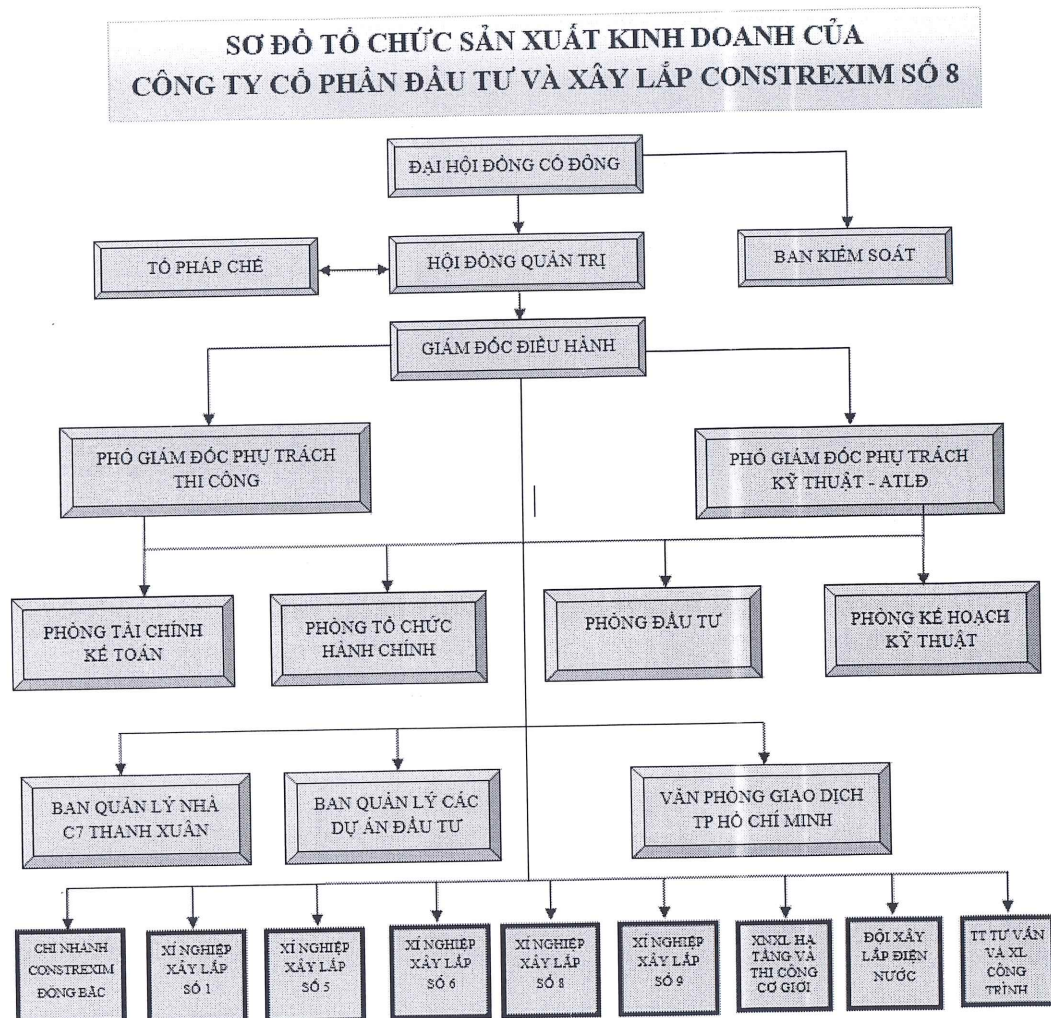 SƠ ĐỒ TỔ CHỨC SẢN XUẤT KINH DOANH CỦA
CÔNG TY CỔ PHẦN ĐẦU TƯ VÀ XÂY LẮP CONSTREXIM SỐ 8
ĐẠI HỘI ĐỒNG CỔ ĐÔNG
TỔ PHÁP CHẾ
HỘI ĐỒNG QUẢN TRỊ
BAN KIỂM SOÁT
GIÁM ĐỐC ĐIỀU HÀNH
PHÓ GIÁM ĐỐC PHỤ TRÁCH
THI CÔNG
PHÓ GIÁM ĐỐC PHỤ TRÁCH
KỸ THUẬT - ATLĐ
PHÒNG TÀI CHÍNH
KẾ TOÁN
PHÒNG TỔ CHỨC
HÀNH CHÍNH
PHÒNG ĐẦU TƯ
PHÒNG KẾ HOẠCH
KỸ THUẬT
BAN QUẢN LÝ NHÀ
C7 THANH XUÂN
BAN QUẢN LÝ CÁC
DỰ ÁN ĐẦU TƯ
VĂN PHÒNG GIAO DỊCH
TP HỒ CHÍ MINH
CHI NHÁNH
CONSTREXIM
ĐÔNG BẮC
XÍ NGHIỆP
XÂY LẮP
SỐ 1
XÍ NGHIỆP
XÂY LẮP
SỐ 5
XÍ NGHIỆP
XÂY LẮP
SỐ 6
XÍ NGHIỆP
XÂY LẮP
SỐ 8
XÍ NGHIỆP
XÂY LẮP
SỐ 9
XNXL HẠ
TẦNG VÀ
THI CÔNG
CƠ GIỚI
ĐỘI XÂY
LẮP ĐIỆN
NƯỚC
TT TƯ VẤN
VÀ XL
CÔNG
TRÌNH